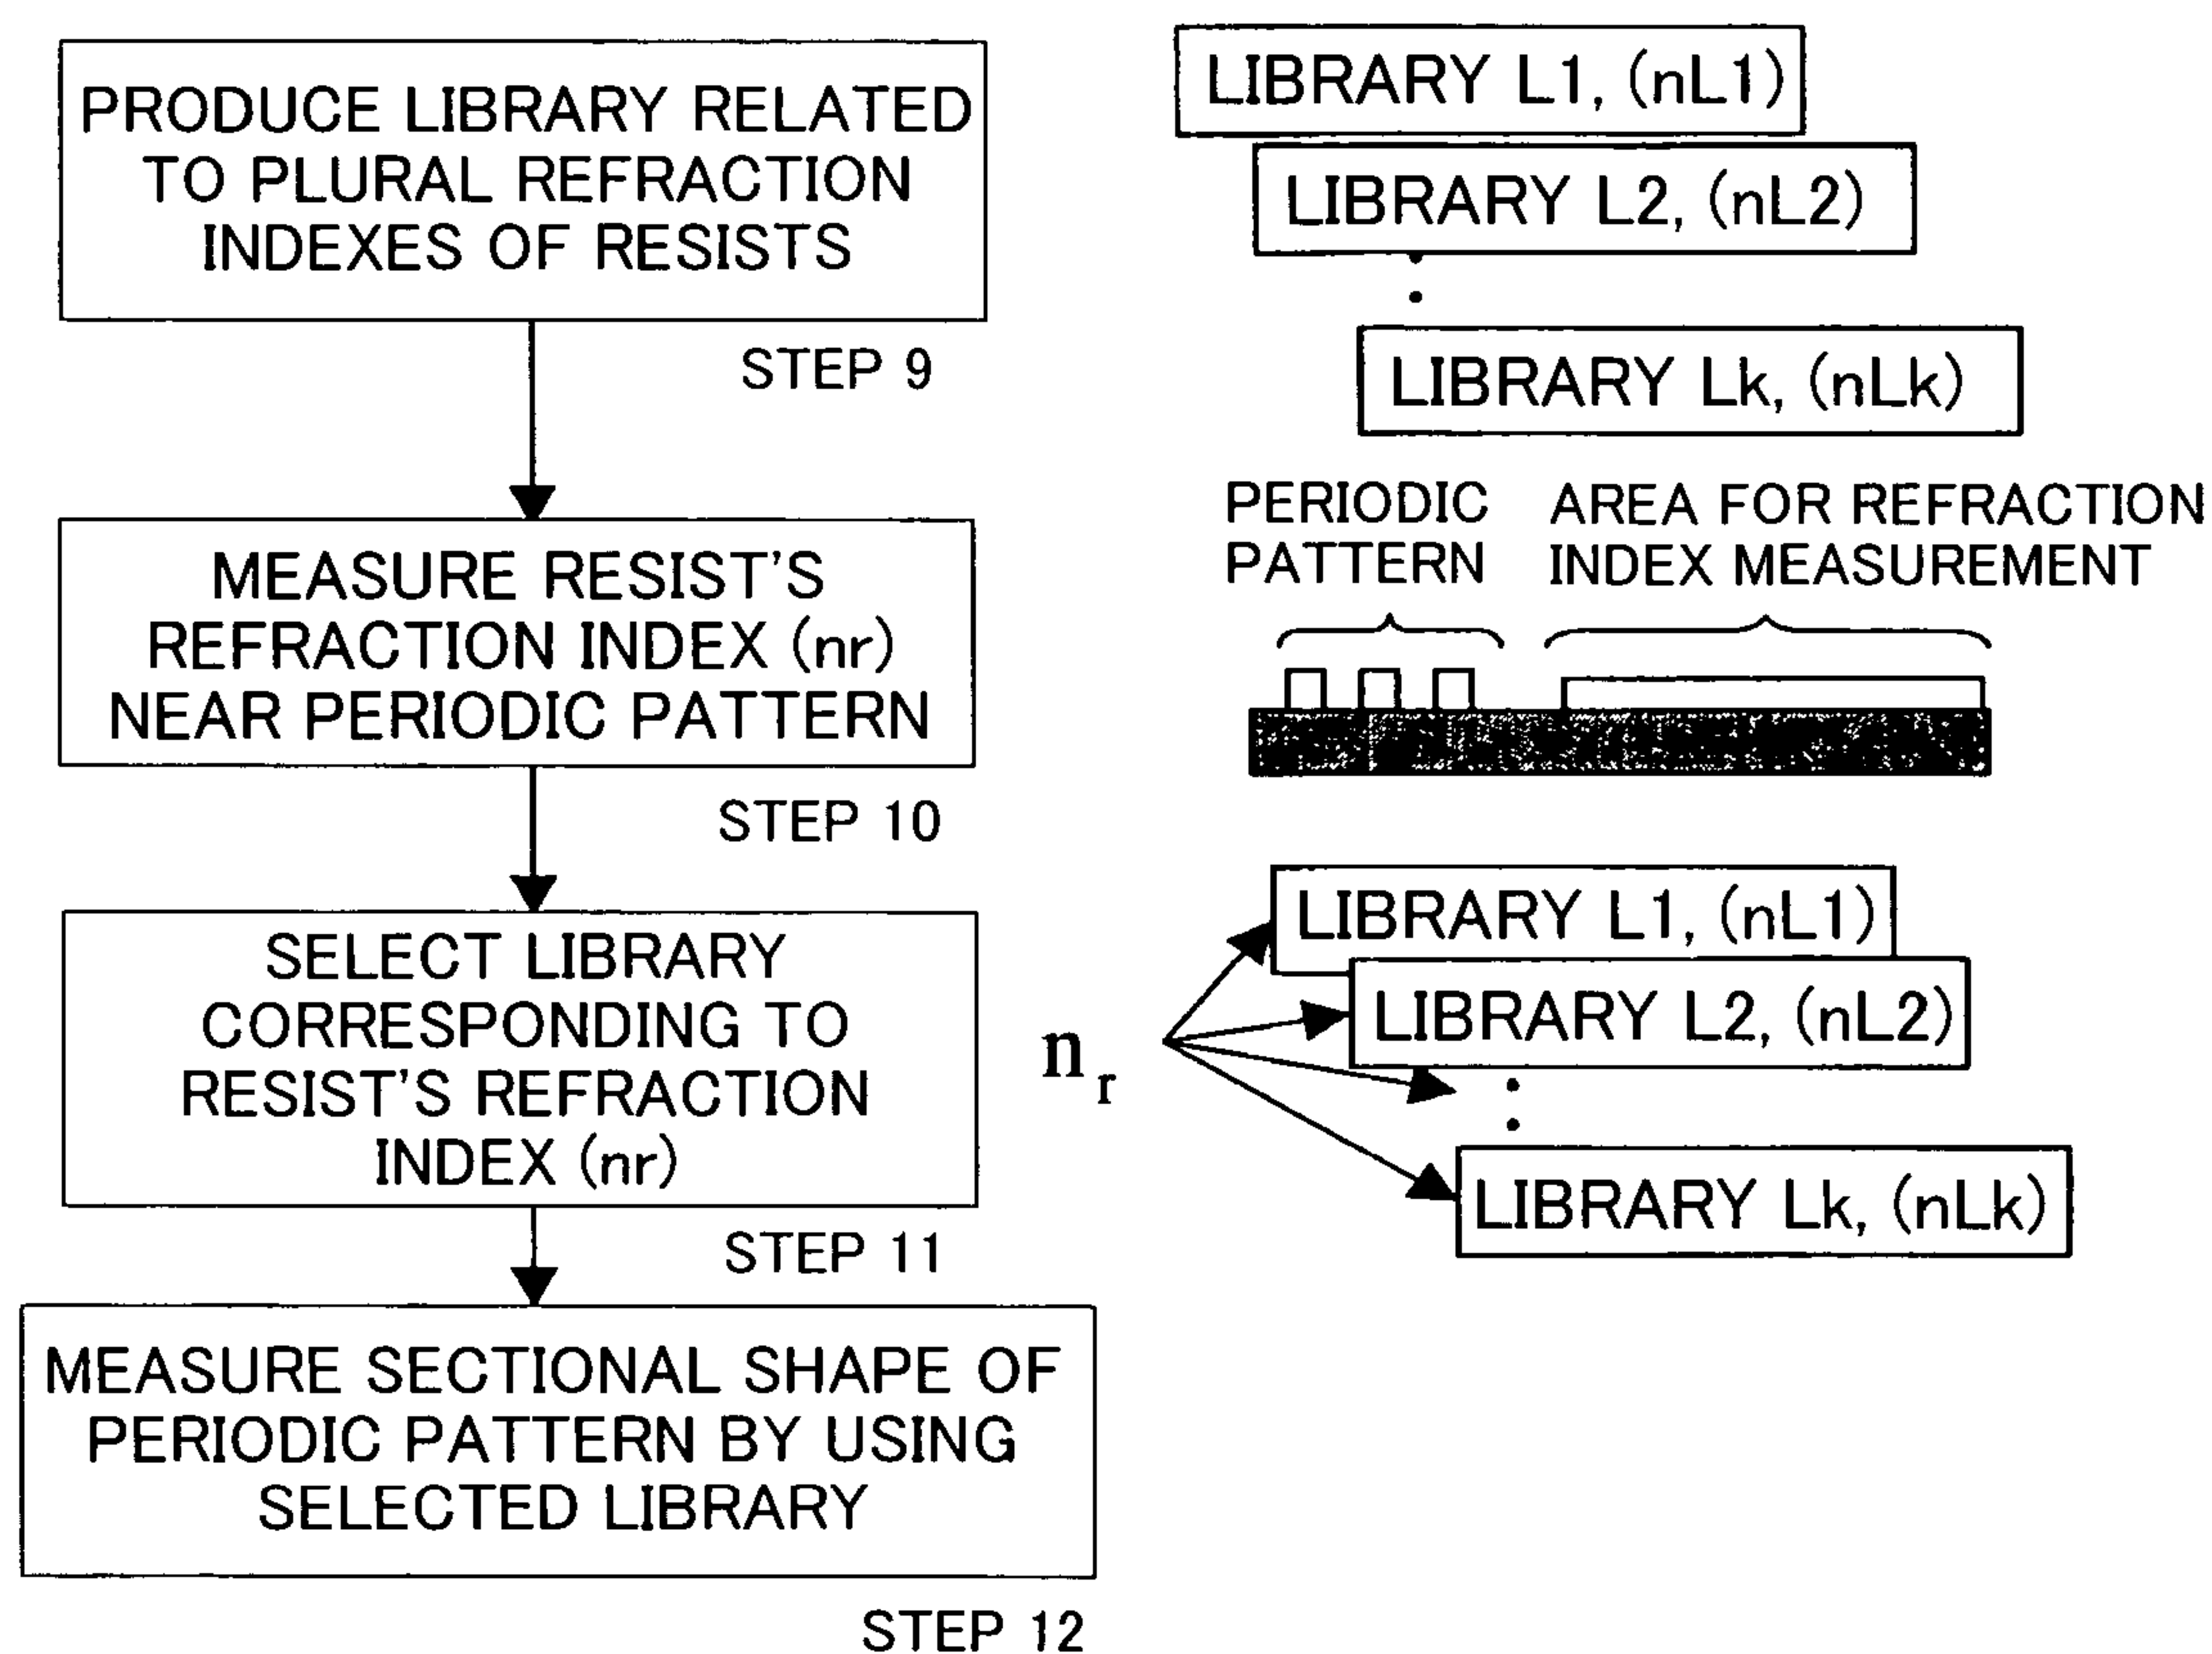 PRODUCE LIBRARY RELATED
TO PLURAL REFRACTION
INDEXES OF RESISTS
STEP 9
LIBRARY L1, (nL1)
LIBRARY L2, (nL2)
LIBRARY Lk, (nLk)
MEASURE RESIST'S
REFRACTION INDEX (nr)
NEAR PERIODIC PATTERN
STEP 10
PERIODIC
PATTERN
AREA FOR REFRACTION
INDEX MEASUREMENT
SELECT LIBRARY
CORRESPONDING TO
RESIST'S REFRACTION
INDEX (nr)
STEP 11
nr
LIBRARY L1, (nL1)
LIBRARY L2, (nL2)
LIBRARY Lk, (nLk)
MEASURE SECTIONAL SHAPE OF
PERIODIC PATTERN BY USING
SELECTED LIBRARY
STEP 12